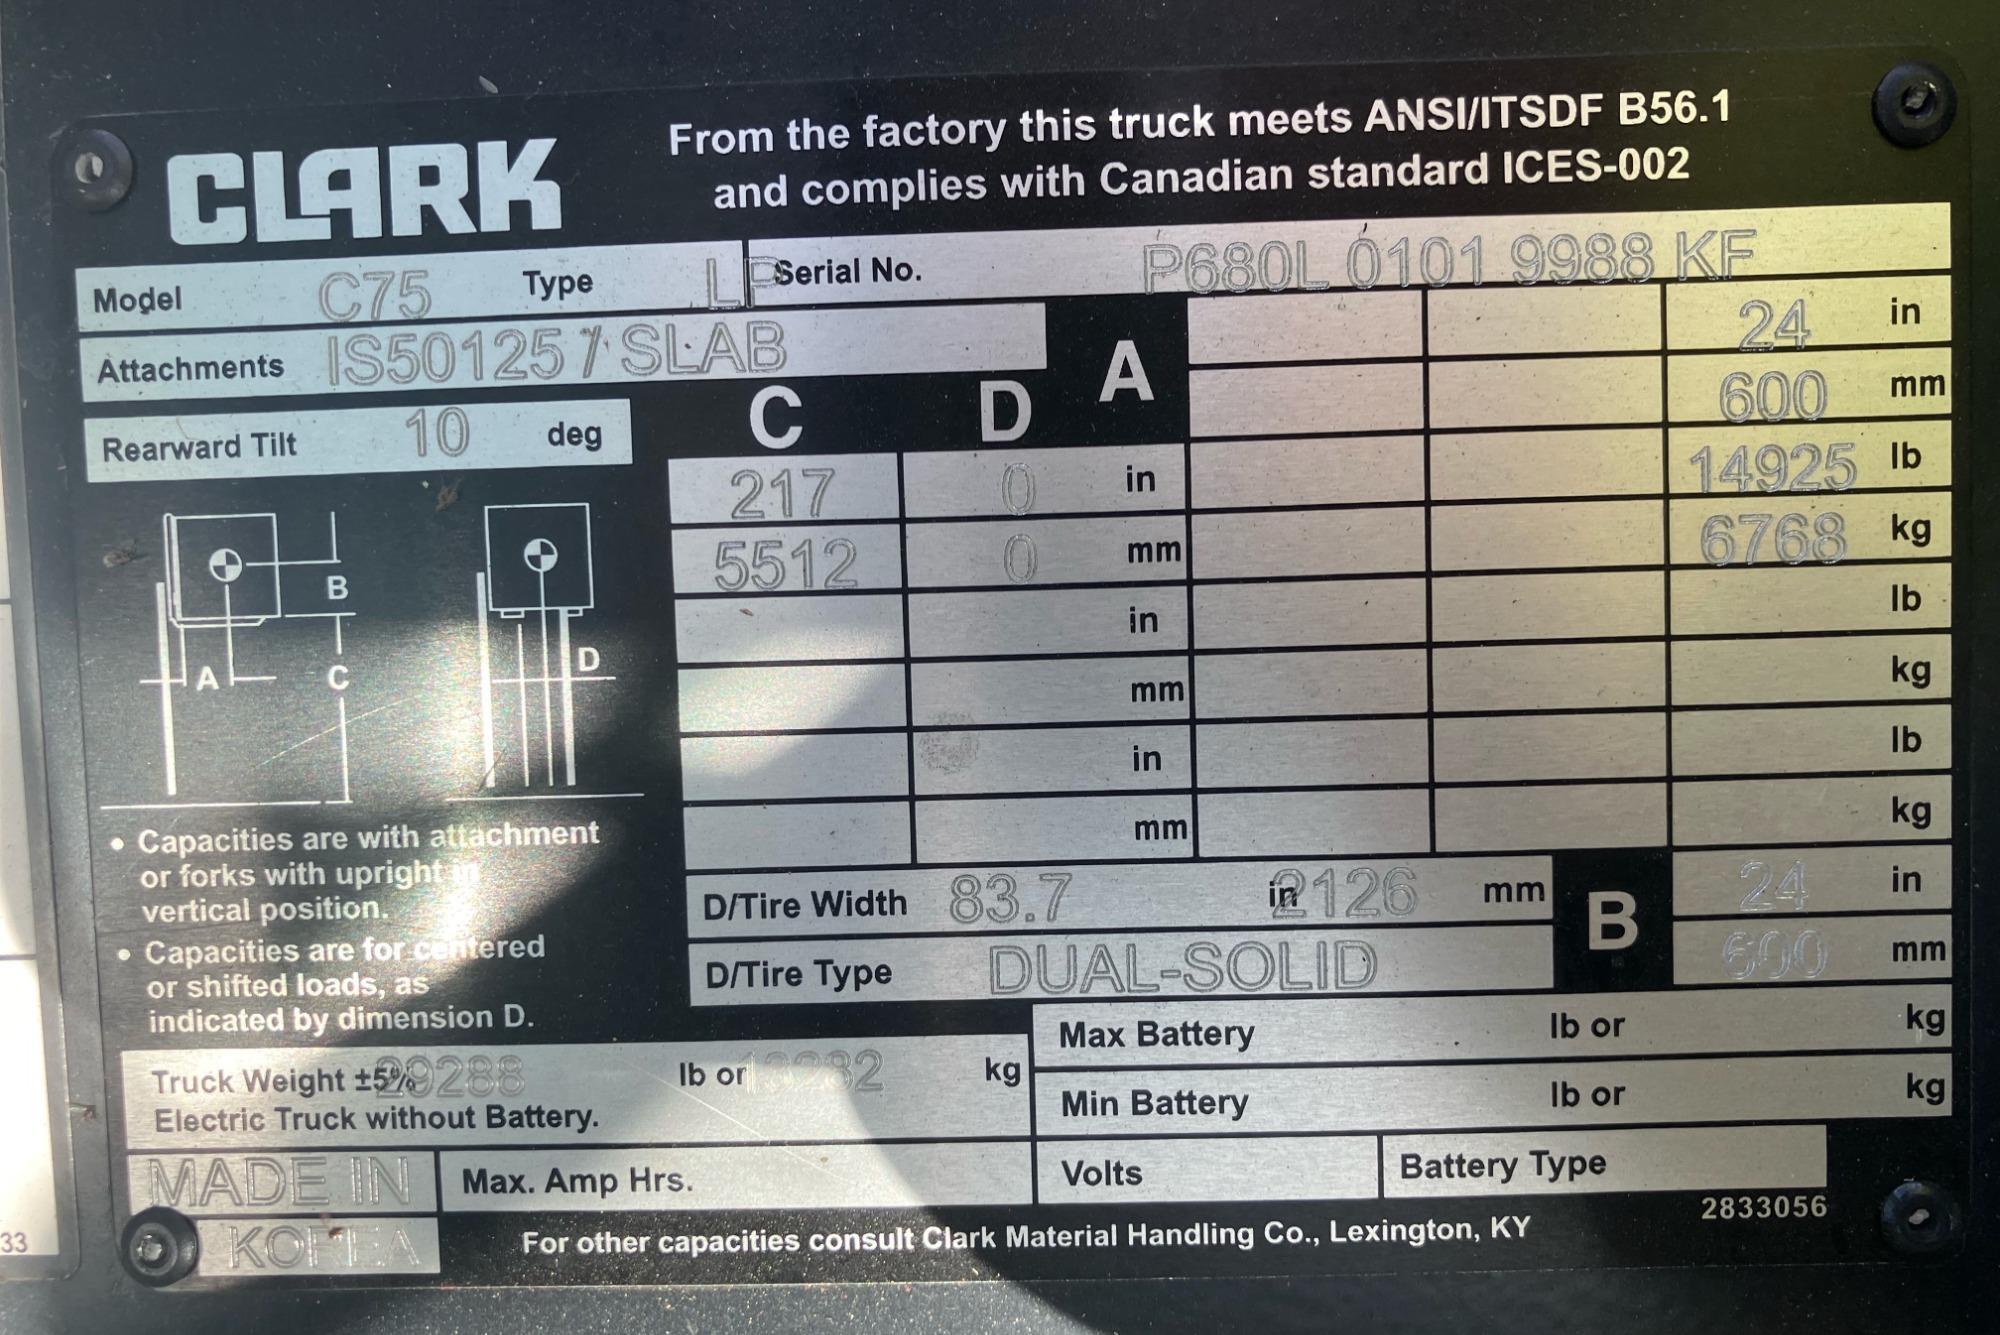 CLARK
From the factory this truck meets ANSI/ITSDF B56.1
and complies with Canadian standard ICES-002
Model C75 Type LP Serial No. P680L 0101 9988 KF
Attachments IS50125 / SLAB
Rearward Tilt 10 deg
C D A
24 in
600 mm
217 0 in 14925 lb
5512 0 mm 6768 kg
in lb
mm kg
in lb
mm kg
B
A C
D
• Capacities are with attachment
or forks with upright in
vertical position.
• Capacities are for centered
or shifted loads, as
indicated by dimension D.
D/Tire Width 83.7 in 2126 mm
D/Tire Type DUAL-SOLID
B
24 in
600 mm
Truck Weight ±5% 29288 lb or kg
Electric Truck without Battery.
Max Battery lb or kg
Min Battery lb or kg
MADE IN
KOREA
Max. Amp Hrs.
Volts
Battery Type
2833056
For other capacities consult Clark Material Handling Co., Lexington, KY
33